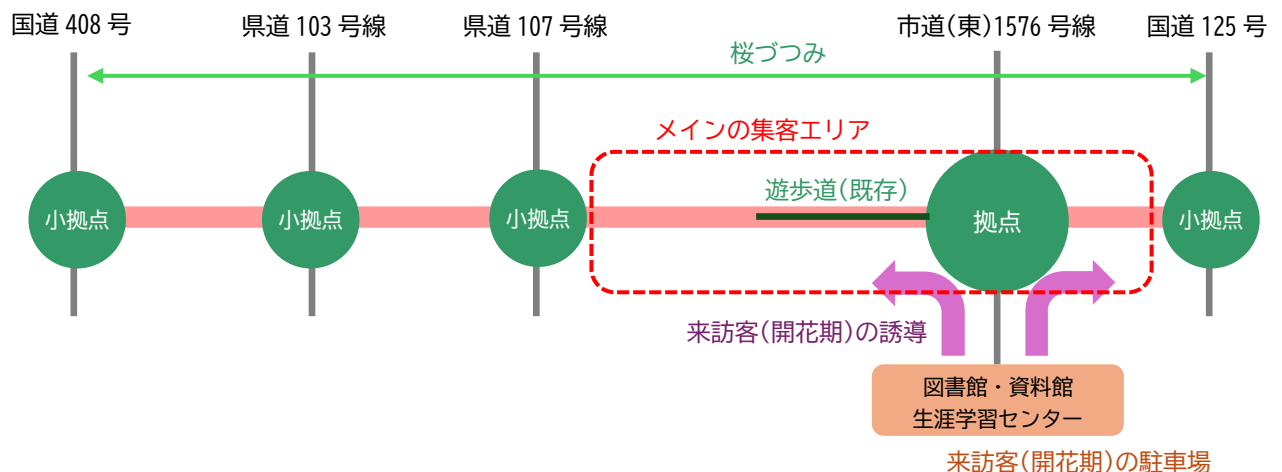 国道 408 号
県道 103 号線
県道 107 号線
市道(東)1576 号線
国道 125 号
桜づつみ
メインの集客エリア
遊歩道(既存)
小拠点
小拠点
小拠点
拠点
小拠点
来訪客(開花期)の誘導
図書館・資料館
生涯学習センター
来訪客(開花期)の駐車場